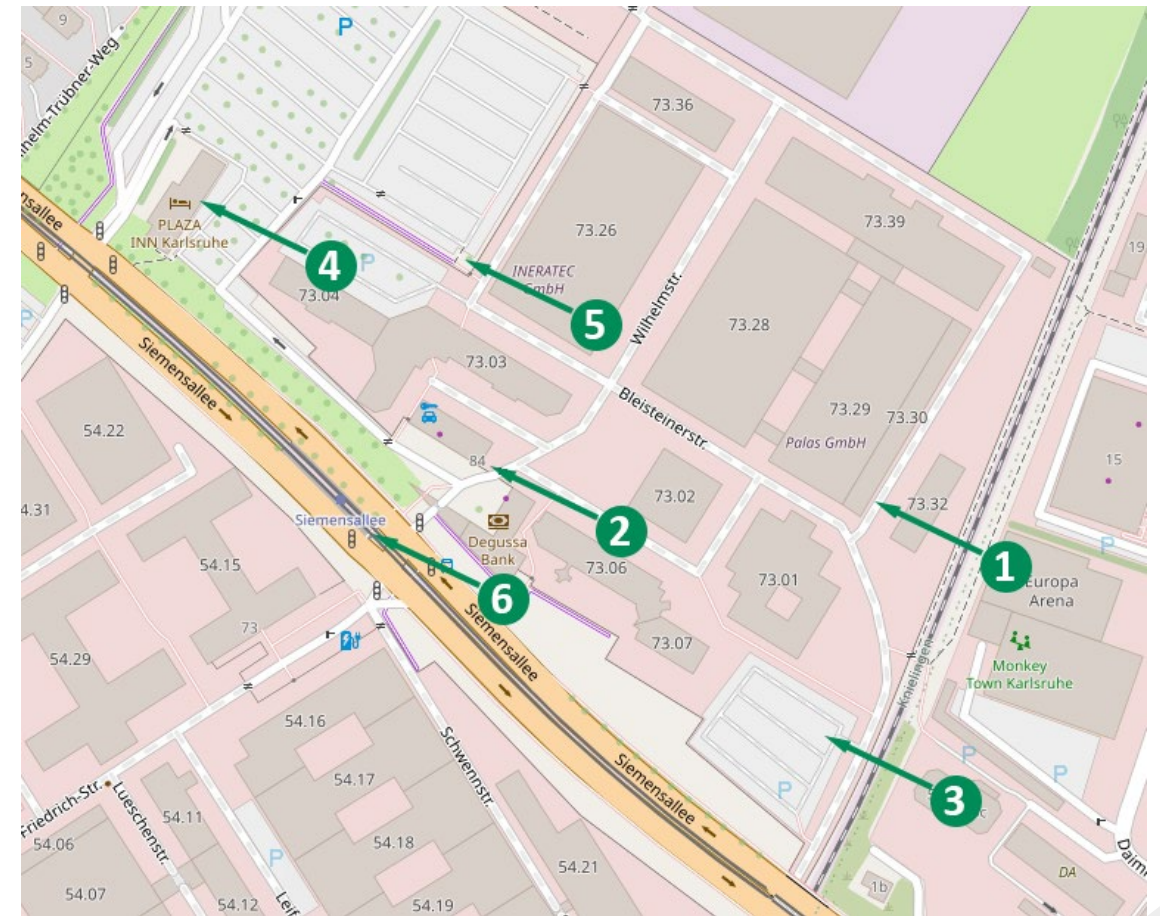 9
P
5
Wilhelm-Trübner-Weg
73.36
19
73.39
73.26
PLAZA
INN Karlsruhe
4
P
INERATEC
GmbH
73.04
5
Wilhelmstr.
73.28
Siemensallee
Siemensallee
P
73.03
Bleisteinerstr.
73.29
73.30
Palas GmbH
54.22
84
15
73.02
73.32
4.31
Siemensallee
2
Degussa
Bank
P
54.15
73.06
73.01
1
Europa
Arena
6
73
Siemensallee
73.07
Monkey
Town Karlsruhe
Knielingen
54.29
54.16
Schwennstr.
P
P
P
Siemensallee
3
c
54.17
Friedrich-Str.
Lueschenstr.
54.11
54.06
54.18
P
54.21
DA
1b
54.07
54.12
54.19